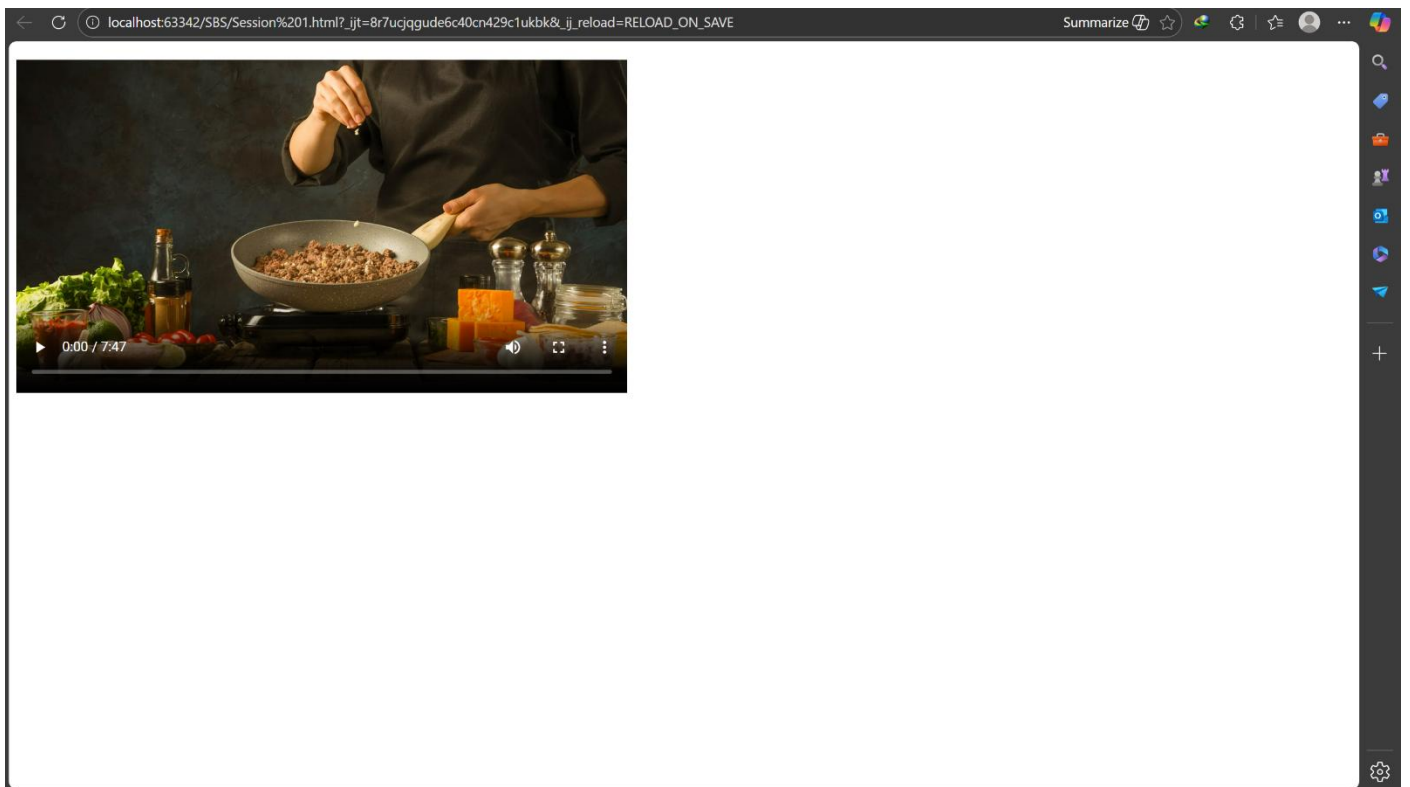 localhost:63342/SBS/Session%201.html?_ijt=8r7ucjqgude6c40cn429c1ukbk&_ij_reload=RELOAD_ON_SAVE
Summarize
0:00 / 7:47